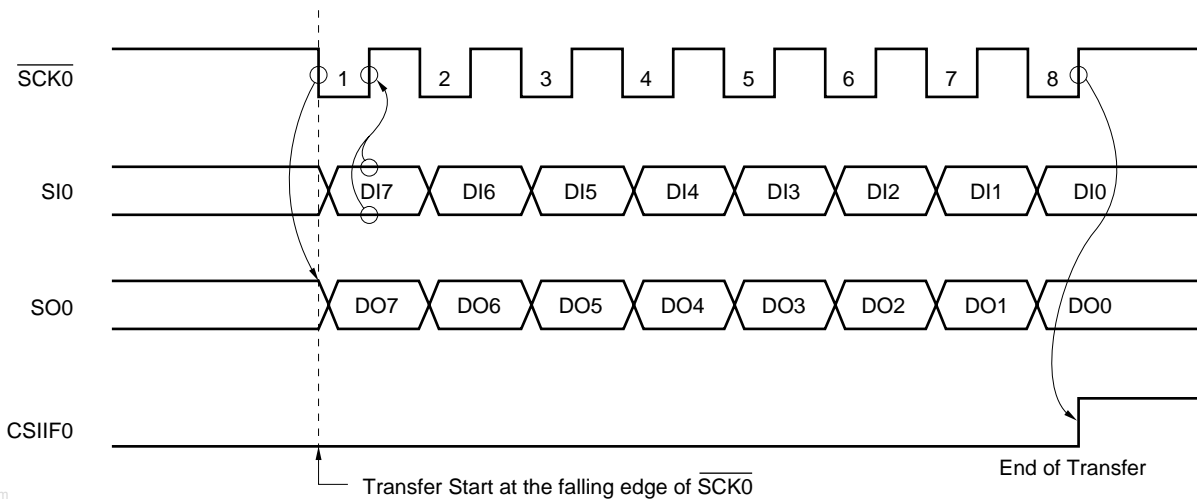 SCK0
1 2 3 4 5 6 7 8
SI0
DI7 DI6 DI5 DI4 DI3 DI2 DI1 DI0
SO0
DO7 DO6 DO5 DO4 DO3 DO2 DO1 DO0
CSIIF0
End of Transfer
Transfer Start at the falling edge of SCK0